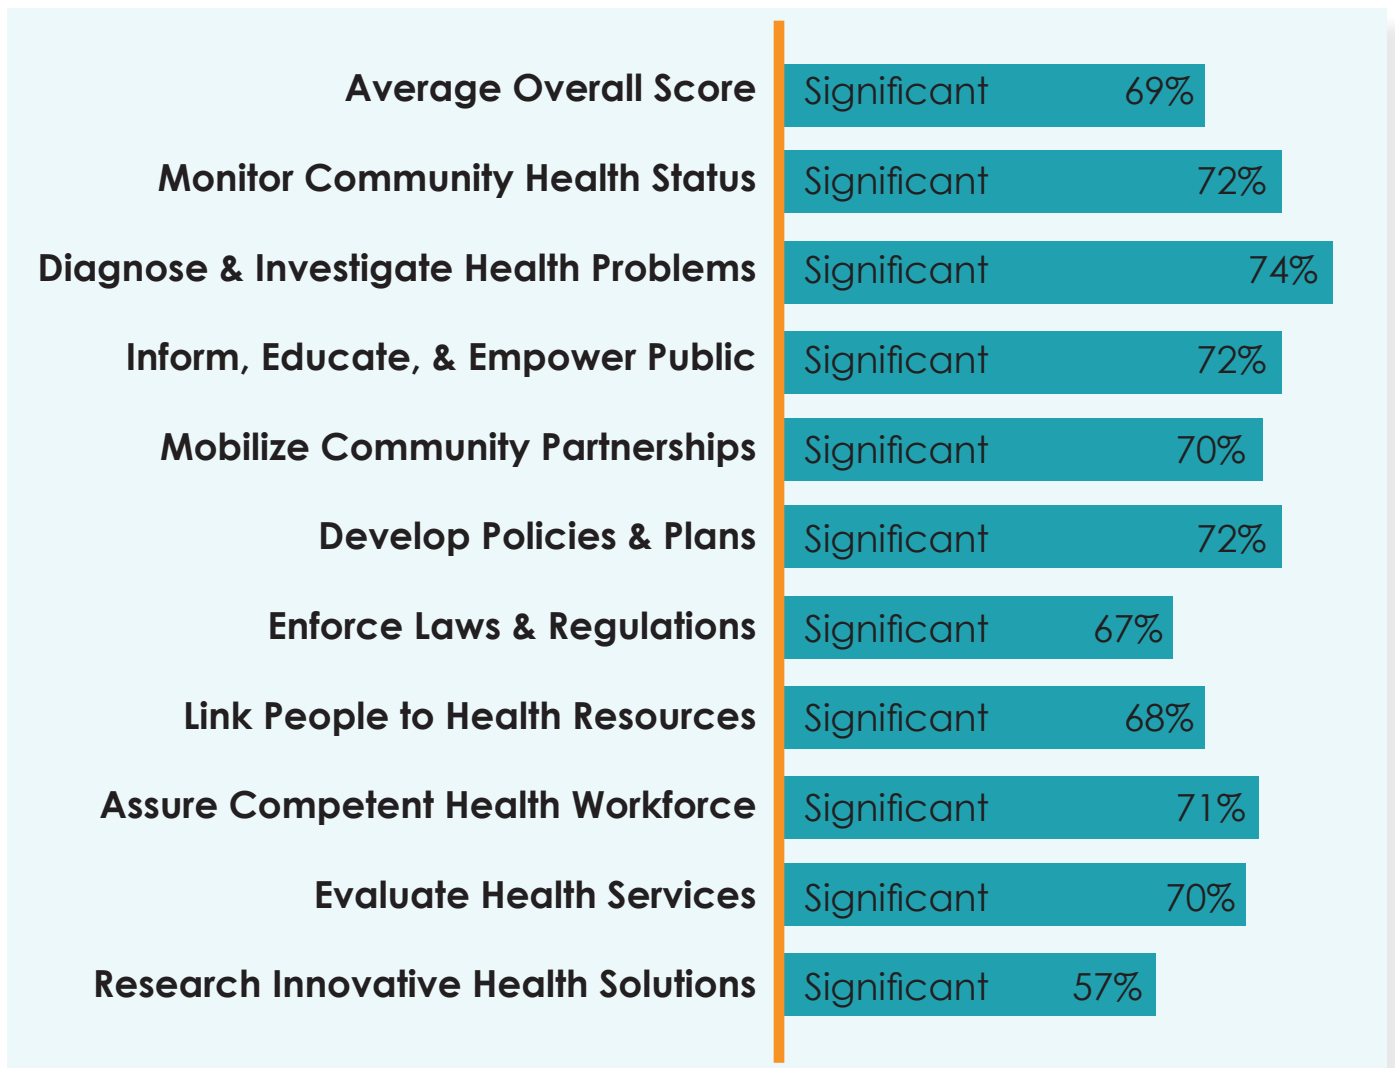 Average Overall Score Significant 69%
Monitor Community Health Status Significant 72%
Diagnose & Investigate Health Problems Significant 74%
Inform, Educate, & Empower Public Significant 72%
Mobilize Community Partnerships Significant 70%
Develop Policies & Plans Significant 72%
Enforce Laws & Regulations Significant 67%
Link People to Health Resources Significant 68%
Assure Competent Health Workforce Significant 71%
Evaluate Health Services Significant 70%
Research Innovative Health Solutions Significant 57%